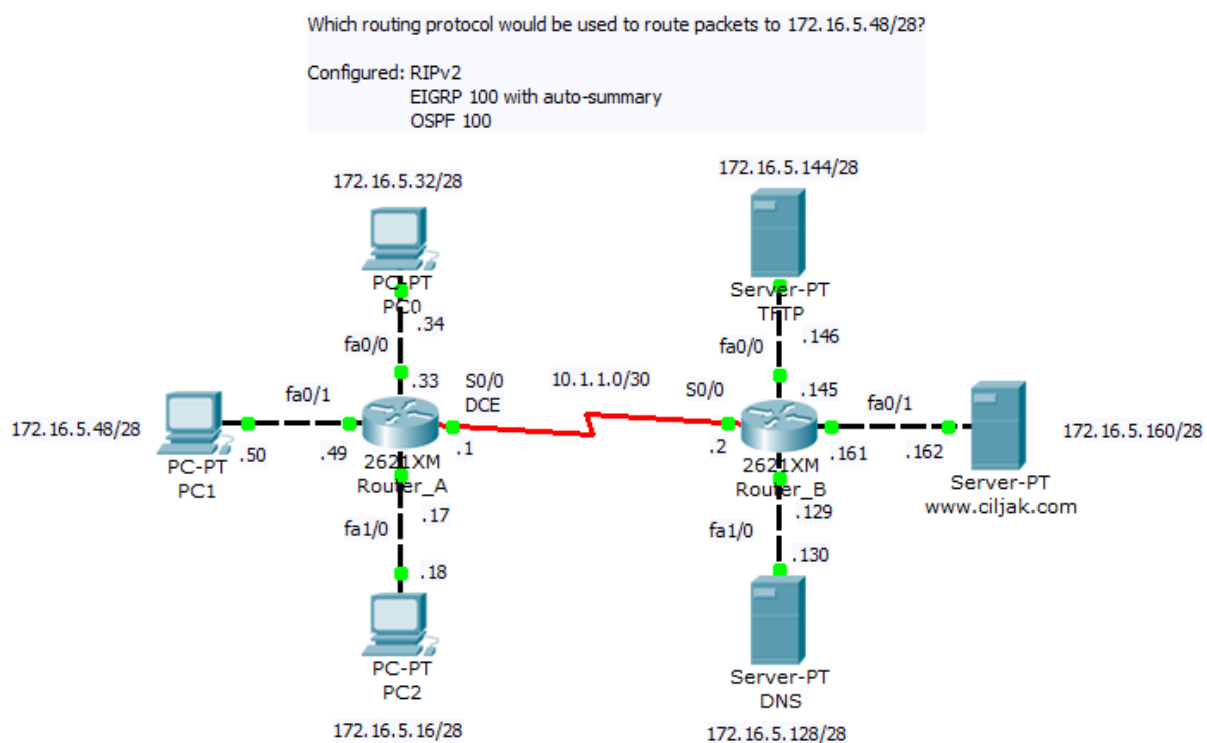 Which routing protocol would be used to route packets to 172.16.5.48/28?
Configured: RIPv2
EIGRP 100 with auto-summary
OSPF 100
172.16.5.32/28
172.16.5.144/28
PC-PT
PC0
Server-PT
TFTP
.34
.146
fa0/0
fa0/0
.33
S0/0
DCE
10.1.1.0/30
S0/0
.145
fa0/1
fa0/1
172.16.5.48/28
.50
.49
.1
.2
.161
.162
172.16.5.160/28
PC-PT
PC1
2621XM
Router_A
2621XM
Router_B
Server-PT
www.ciljak.com
.17
.129
fa1/0
fa1/0
.18
.130
PC-PT
PC2
Server-PT
DNS
172.16.5.16/28
172.16.5.128/28